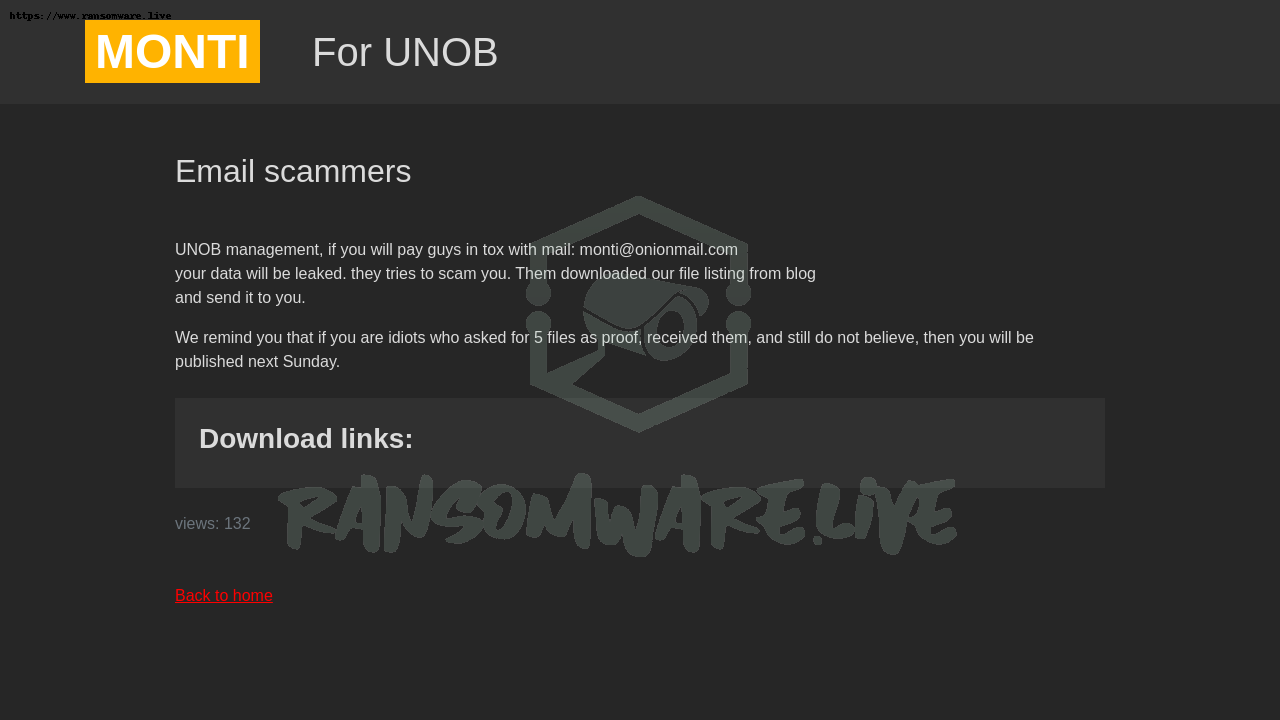 https://www.ransomware.live
MONTI
For UNOB
Email scammers
UNOB management, if you will pay guys in tox with mail: monti@onionmail.com
your data will be leaked. they tries to scam you. Them downloaded our file listing from blog
and send it to you.
We remind you that if you are idiots who asked for 5 files as proof, received them, and still do not believe, then you will be
published next Sunday.
Download links:
RANSOMWARE.LIVE
views: 132
Back to home